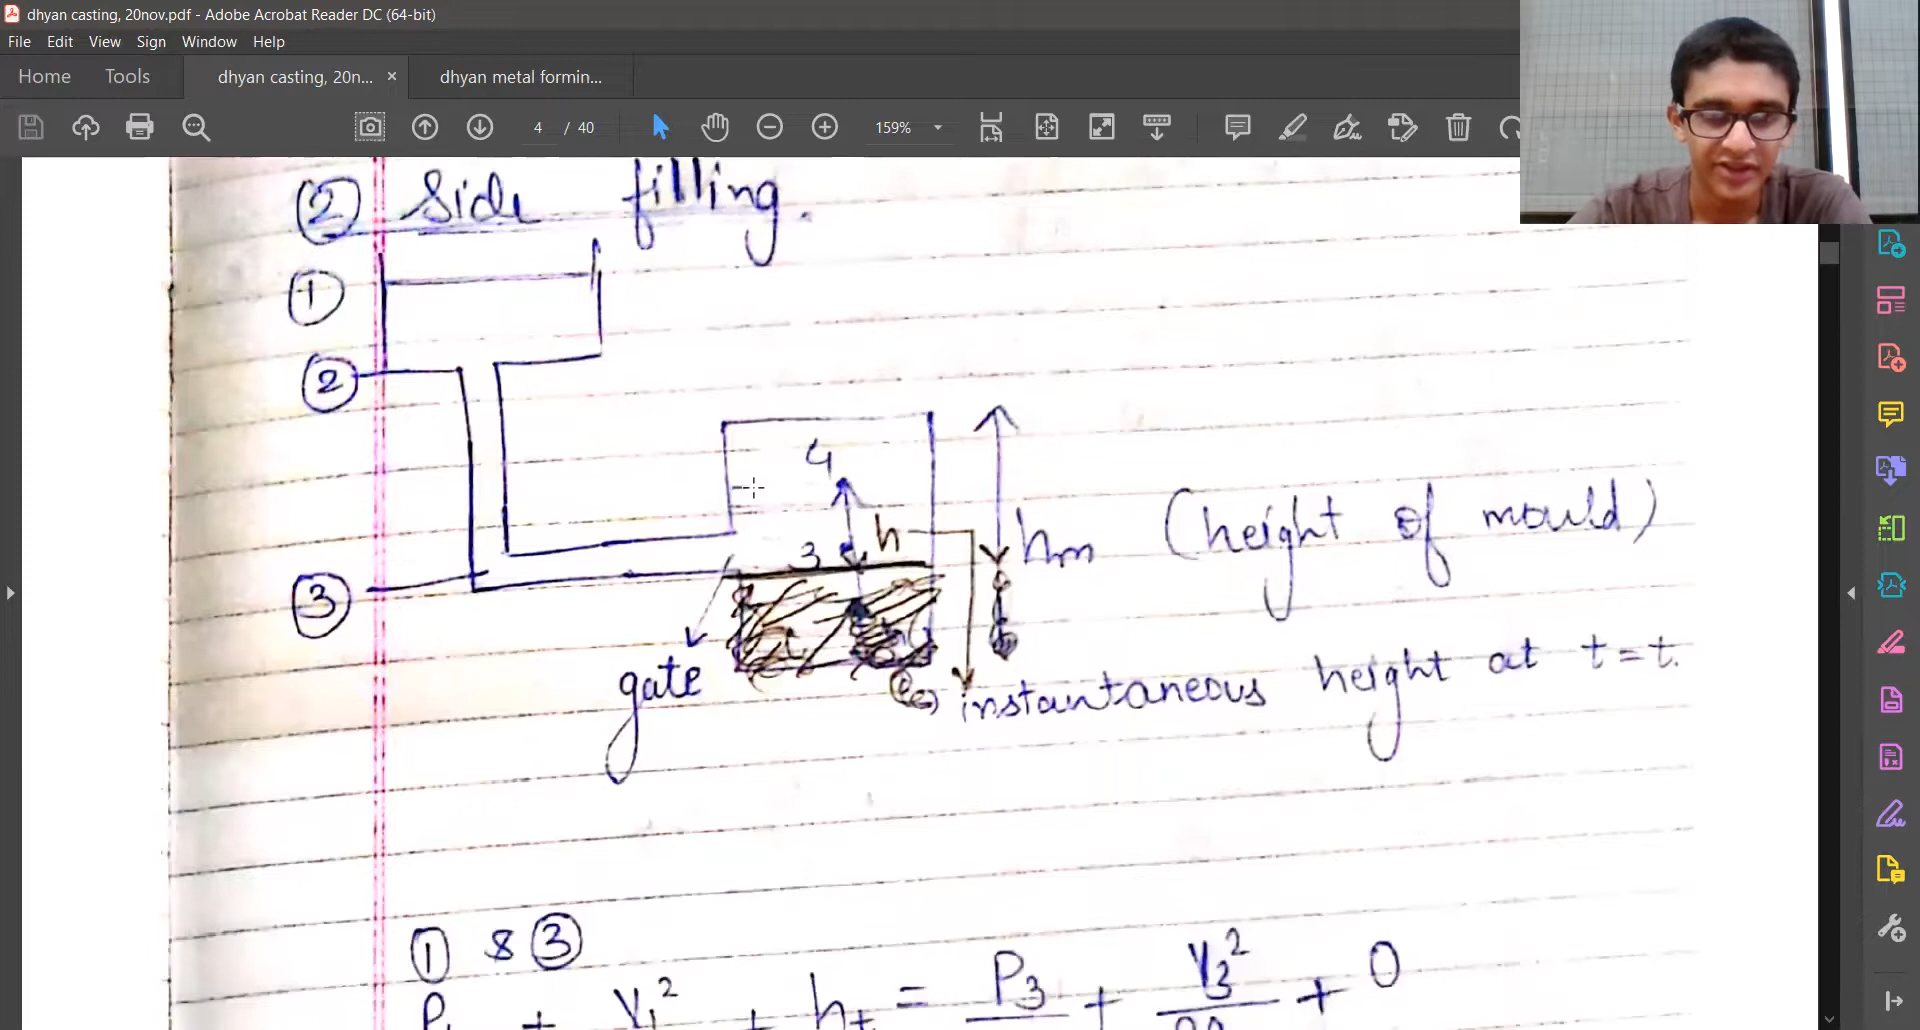 dhyan casting, 20nov.pdf - Adobe Acrobat Reader DC (64-bit)
File Edit View Sign Window Help
Home Tools dhyan casting, 20n... × dhyan metal formin...
4 / 40 159%
② Side filling.
①
②
4
h
hm (height of mould)
3
③
gate
instantaneous height at t=t.
① & ③
V₁² + ht = P3 + V3² + 0